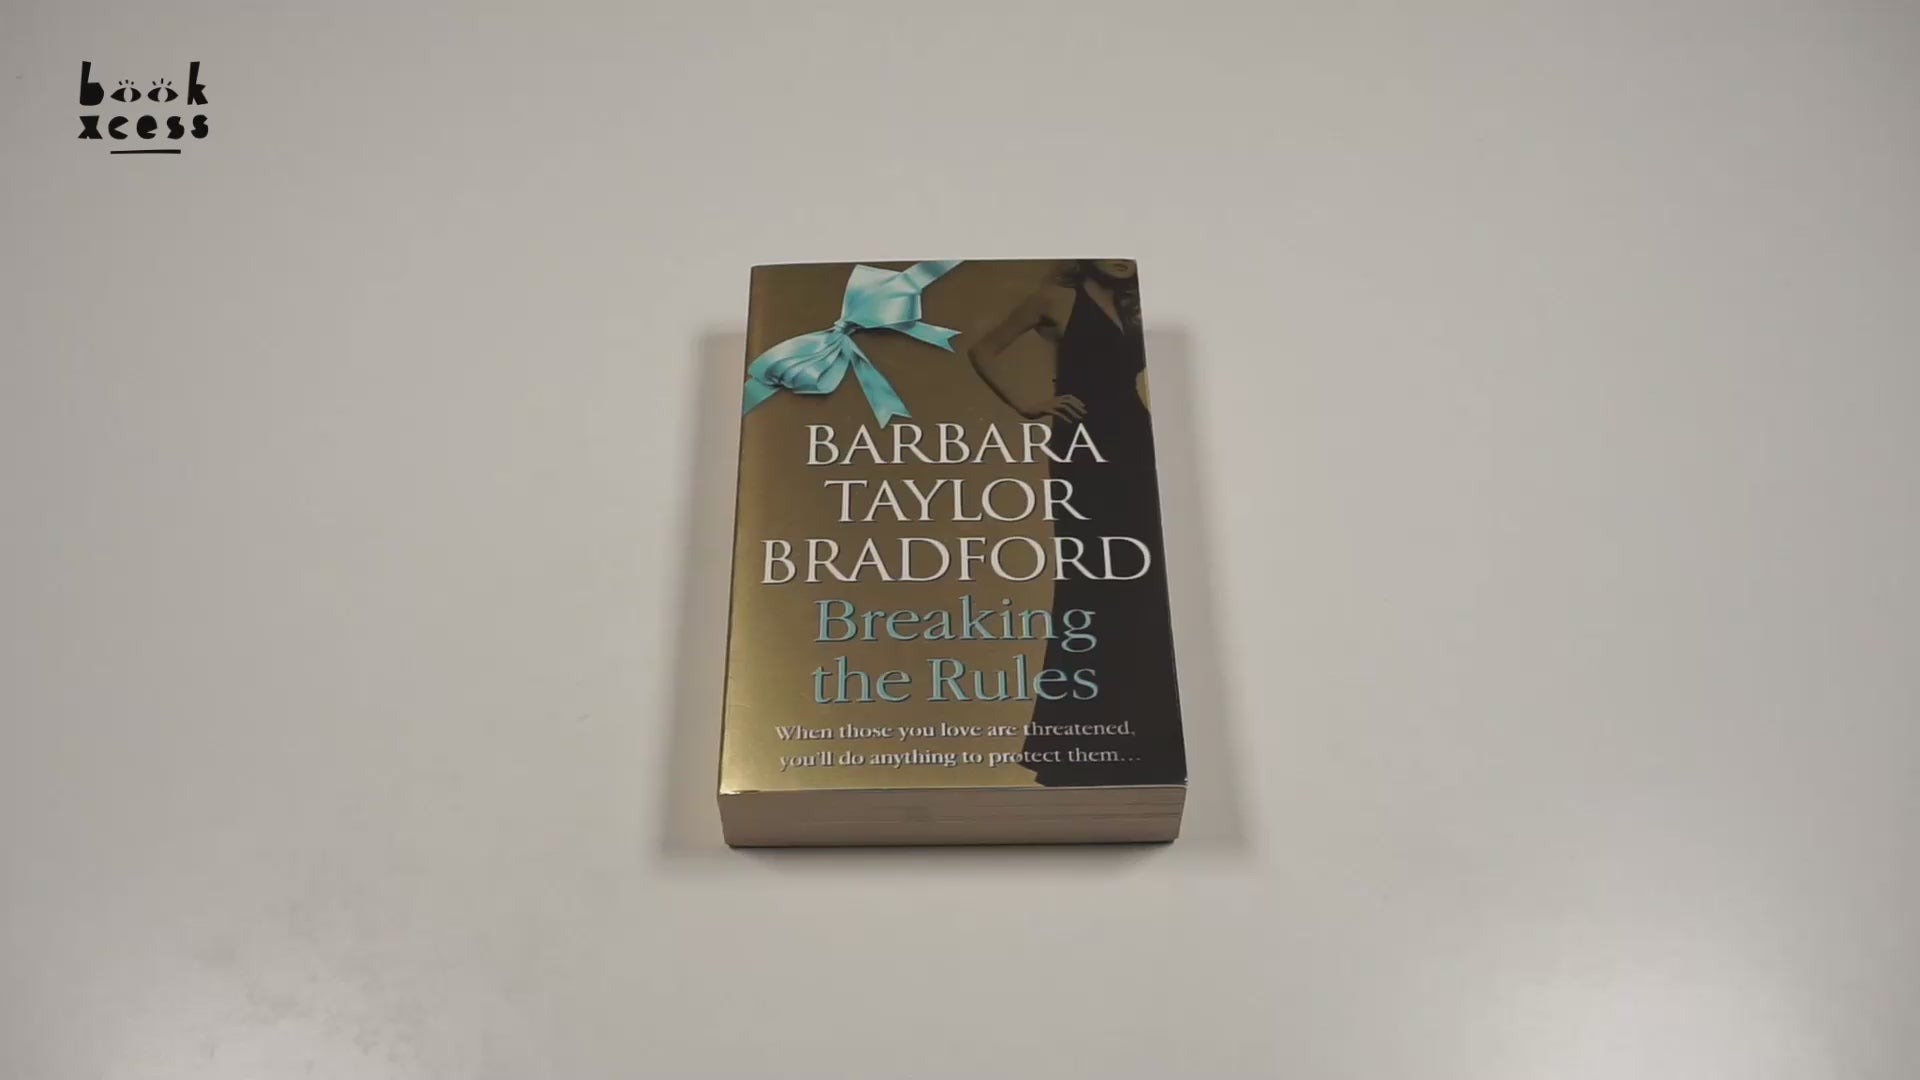 book
xcess
BARBARA
TAYLOR
BRADFORD
Breaking
the Rules
When those you love are threatened,
you'll do anything to protect them...